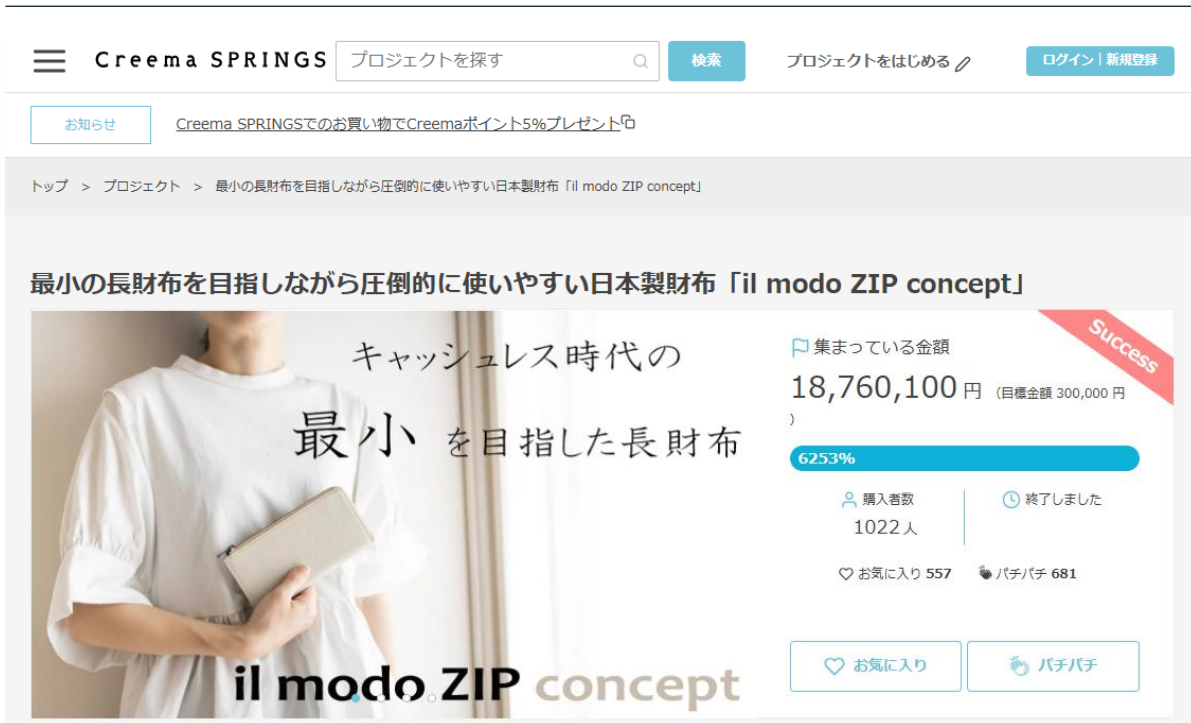 Creema SPRINGS
プロジェクトを探す
検索
プロジェクトをはじめる
ログイン | 新規登録
お知らせ
Creema SPRINGSでのお買い物でCreemaポイント5%プレゼント
トップ > プロジェクト > 最小の長財布を目指しながら圧倒的に使いやすい日本製財布「il modo ZIP concept」
最小の長財布を目指しながら圧倒的に使いやすい日本製財布「il modo ZIP concept」
キャッシュレス時代の
最小を目指した長財布
il modo ZIP concept
Success
集まっている金額
18,760,100 円 (目標金額 300,000 円
)
6253%
購入者数
1022人
終了しました
お気に入り 557
パチパチ 681
お気に入り
パチパチ